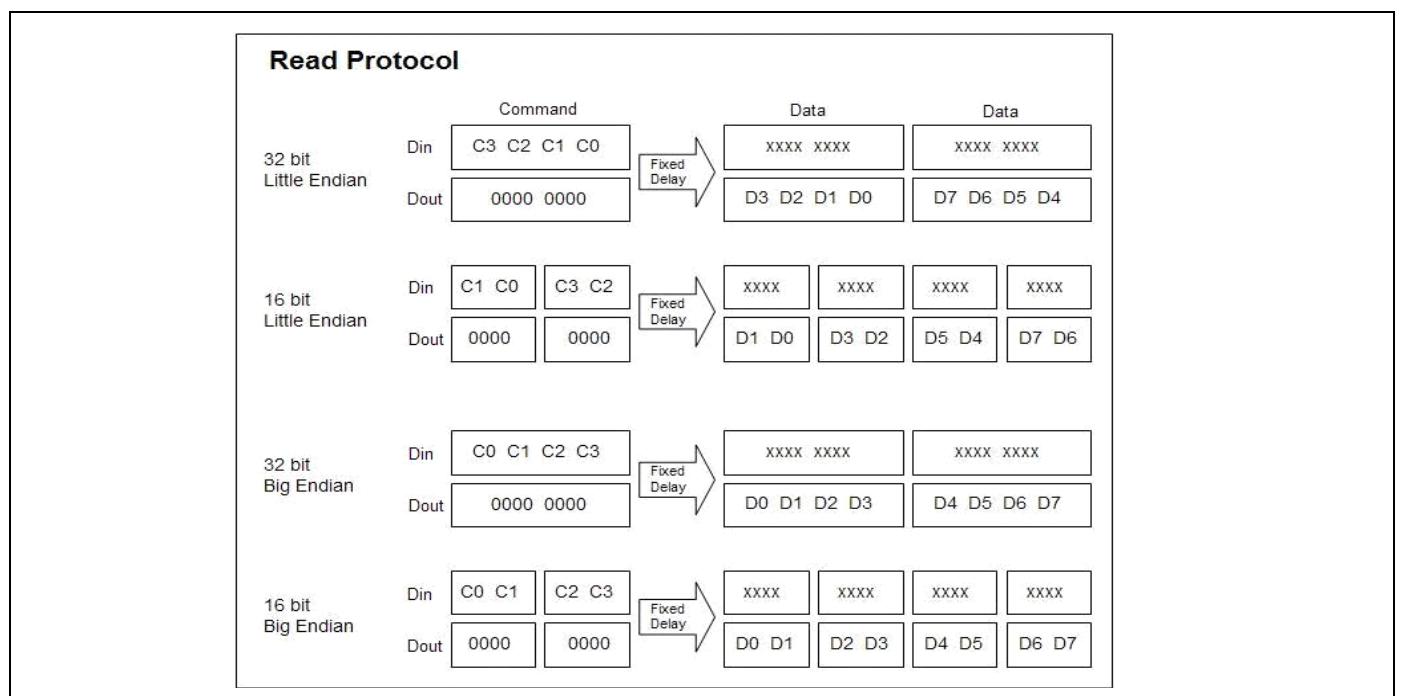 Read Protocol
Command Data Data
32 bit
Little Endian
Din C3 C2 C1 C0 XXXX XXXX XXXX XXXX
Fixed
Delay
Dout 0000 0000 D3 D2 D1 D0 D7 D6 D5 D4
16 bit
Little Endian
Din C1 C0 C3 C2 XXXX XXXX XXXX XXXX
Fixed
Delay
Dout 0000 0000 D1 D0 D3 D2 D5 D4 D7 D6
32 bit
Big Endian
Din C0 C1 C2 C3 XXXX XXXX XXXX XXXX
Fixed
Delay
Dout 0000 0000 D0 D1 D2 D3 D4 D5 D6 D7
16 bit
Big Endian
Din C0 C1 C2 C3 XXXX XXXX XXXX XXXX
Fixed
Delay
Dout 0000 0000 D0 D1 D2 D3 D4 D5 D6 D7